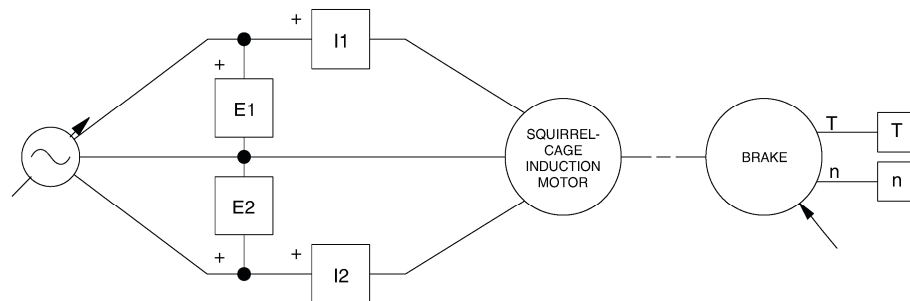 +
I1
+
E1
SQUIRREL-
CAGE
INDUCTION
MOTOR
BRAKE
T
T
n
n
E2
+
+
I2